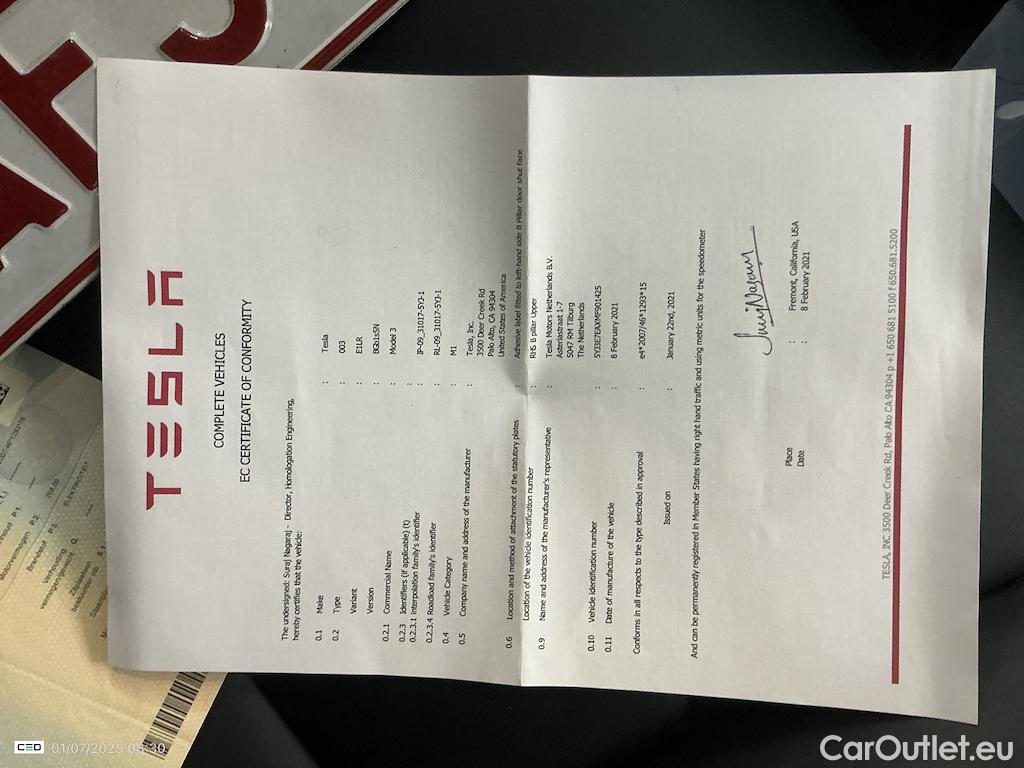 TESLA
COMPLETE VEHICLES
EC CERTIFICATE OF CONFORMITY
The undersigned: Suraj Nagaraj - Director, Homologation Engineering,
hereby certifies that the vehicle:
0.1 Make : Tesla
0.2 Type : 003
Variant : E1LR
Version :
0.2.1 Commercial Name : Model 3
0.2.3 Identifiers (if applicable) (t)
0.2.3.1 Interpolation family's identifier : IP-09_31017-5YJ-1
0.2.3.4 Roadload family's identifier : RL-09_31017-5YJ-1
0.4 Vehicle Category : M1
0.5 Company name and address of the manufacturer : Tesla, Inc.
3500 Deer Creek Rd
Palo Alto, CA 94304
United States of America
0.6 Location and method of attachment of the statutory plates : Adhesive label fitted to left-hand side B Pillar door shut face
Location of the vehicle identification number : RHS B pillar Upper
0.9 Name and address of the manufacturer's representative : Tesla Motors Netherlands B.V.
Asteriastraat 1-7
5047 RM Tilburg
The Netherlands
0.10 Vehicle identification number : 5YJ3E7EAXMF901425
0.11 Date of manufacture of the vehicle : 8 February 2021
Conforms in all respects to the type described in approval : e4*2007/46*1293*15
Issued on : January 22nd, 2021
And can be permanently registered in Member States having right hand traffic and using metric units for the speedometer
Place : Fremont, California, USA
Date : 8 February 2021
TESLA, INC 3500 Deer Creek Rd, Palo Alto CA 94304 p +1 650 681 5100 f 650.681.5200
CEO 01/07/2025 08:30
CarOutlet.eu